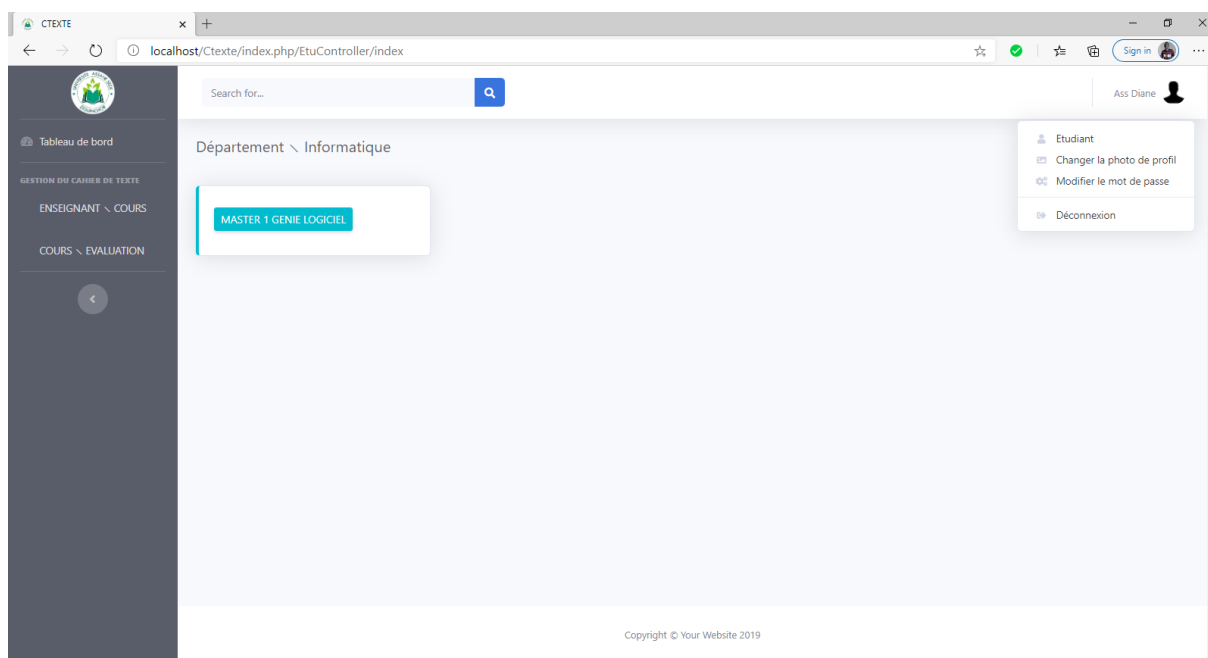 CTEXTE
localhost/Ctexte/index.php/EtuController/index
Sign in
Search for...
Ass Diane
Tableau de bord
GESTION DU CAHIER DE TEXTE
ENSEIGNANT \ COURS
COURS \ EVALUATION
Département \ Informatique
MASTER 1 GENIE LOGICIEL
Etudiant
Changer la photo de profil
Modifier le mot de passe
Déconnexion
Copyright © Your Website 2019